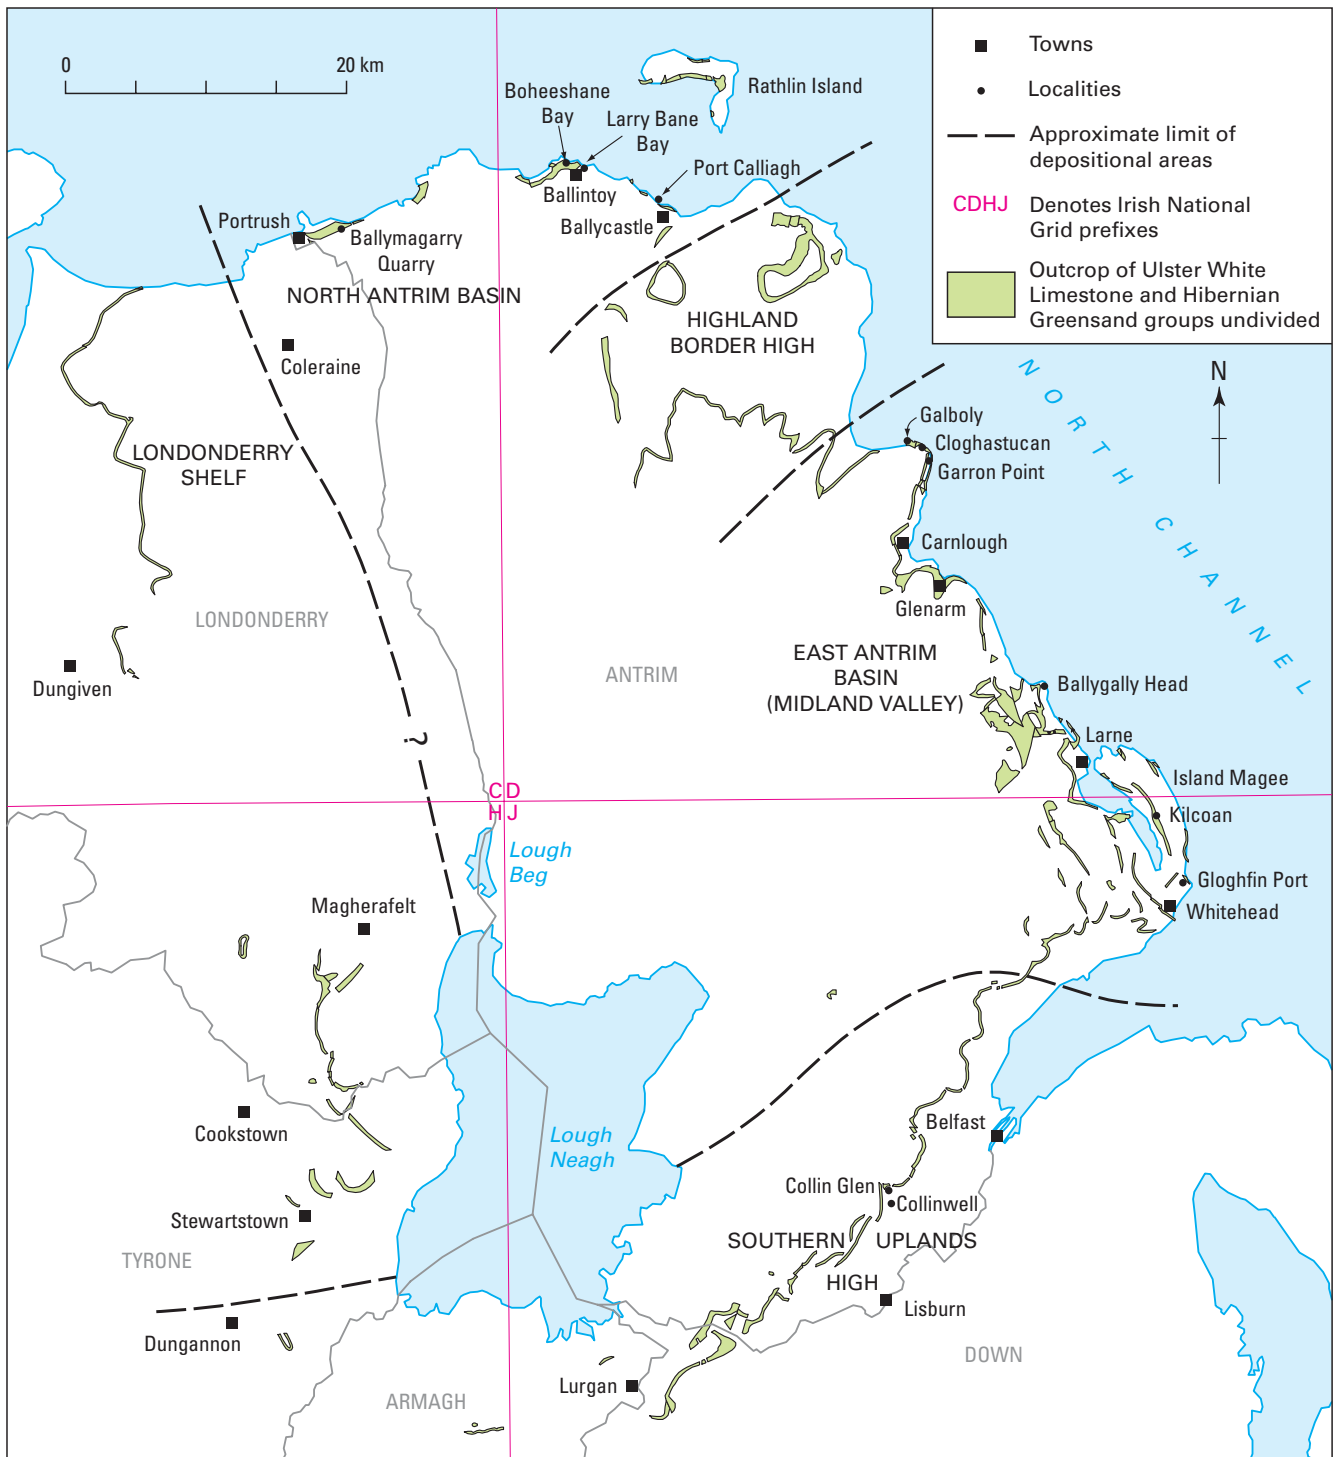 0
20 km
Boheeshane
Bay
Larry Bane
Bay
Rathlin Island
Port Calliagh
Ballintoy
Ballycastle
Portrush
Ballymagarry
Quarry
NORTH ANTRIM BASIN
Coleraine
HIGHLAND
BORDER HIGH
Towns
Localities
Approximate limit of
depositional areas
CDHJ
Denotes Irish National
Grid prefixes
Outcrop of Ulster White
Limestone and Hibernian
Greensand groups undivided
N
NORTH CHANNEL
Galboly
Cloghastucan
Garron Point
LONDONDERRY
SHELF
Carnlough
Glenarm
LONDONDERRY
Dungiven
ANTRIM
EAST ANTRIM
BASIN
(MIDLAND VALLEY)
Ballygally Head
Larne
?
Island Magee
Kilcoan
C D
H J
Lough
Beg
Gloghfin Port
Whitehead
Magherafelt
Cookstown
Lough
Neagh
Belfast
Collin Glen
Collinwell
Stewartstown
SOUTHERN UPLANDS
HIGH
TYRONE
Lisburn
Dungannon
DOWN
Lurgan
ARMAGH